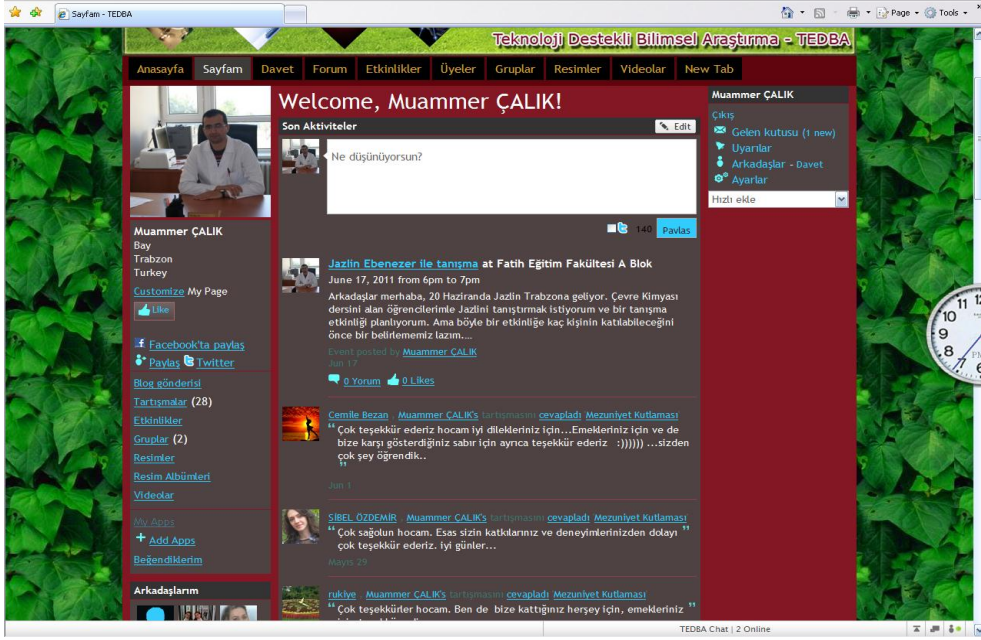 Sayfam - TEDBA
Page
Tools
Teknoloji Destekli Bilimsel Araştırma - TEDBA
Anasayfa Sayfam Davet Forum Etkinlikler Üyeler Gruplar Resimler Videolar New Tab
Welcome, Muammer ÇALIK!
Son Aktiviteler
Edit
Ne düşünüyorsun?
140 Paylas
Muammer ÇALIK
Bay
Trabzon
Turkey
Customize My Page
Like
Facebook'ta paylaş
Paylaş Twitter
Blog gönderisi
Tartışmalar (28)
Etkinlikler
Gruplar (2)
Resimler
Resim Albümleri
Videolar
My Apps
+ Add Apps
Beğendiklerim
Arkadaşlarım
Jazlin Ebenezer ile tanışma at Fatih Eğitim Fakültesi A Blok
June 17, 2011 from 6pm to 7pm
Arkadaşlar merhaba, 20 Haziranda Jazlin Trabzona geliyor. Çevre Kimyası
dersini alan öğrencilerimle Jazlini tanıştırmak istiyorum ve bir tanışma
etkinliği planlıyorum. Ama böyle bir etkinliğe kaç kişinin katılabileceğini
önce bir belirlememiz lazım....
Event posted by Muammer ÇALIK
Jun 17
0 Yorum 0 Likes
Cemile Bezan , Muammer ÇALIK's tartışmasını cevapladı Mezuniyet Kutlaması
“ Çok teşekkür ederiz hocam iyi dilekleriniz için...Emekleriniz için ve de
bize karşı gösterdiğiniz sabır için ayrıca teşekkür ederiz :)))))) ...sizden
çok şey öğrendik..
”
Jun 1
SİBEL ÖZDEMİR , Muammer ÇALIK's tartışmasını cevapladı Mezuniyet Kutlaması
“ Çok sağolun hocam. Esas sizin katkılarınız ve deneyimlerinizden dolayı ”
çok teşekkür ederiz. iyi günler...
Mayıs 29
rukiye , Muammer ÇALIK's tartışmasını cevapladı Mezuniyet Kutlaması
“ Çok teşekkürler hocam. Ben de bize kattığınız herşey için, emekleriniz ”
Muammer ÇALIK
Çıkış
Gelen kutusu (1 new)
Uyarılar
Arkadaşlar - Davet
Ayarlar
Hızlı ekle
11 12
10
9
8
7 6
PM
TEDBA Chat | 2 Online